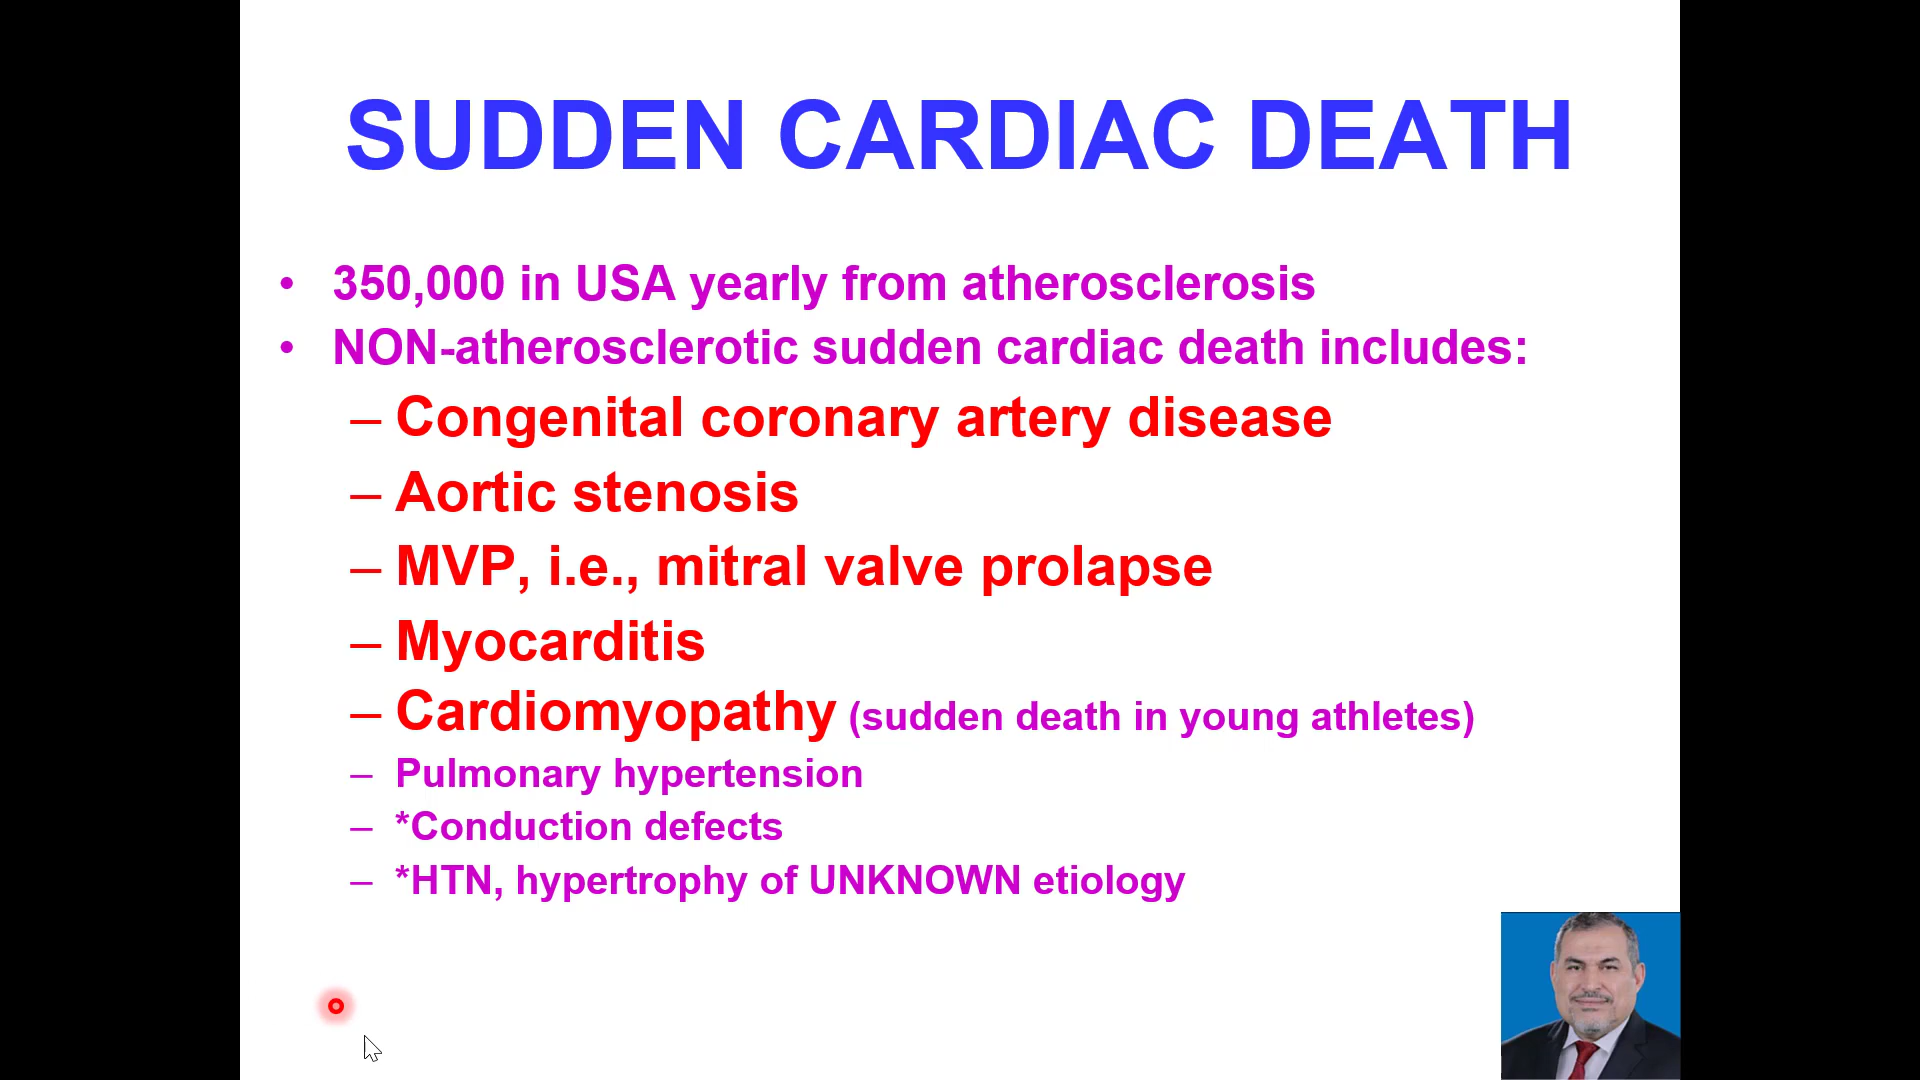 SUDDEN CARDIAC DEATH
• 350,000 in USA yearly from atherosclerosis
• NON-atherosclerotic sudden cardiac death includes:
– Congenital coronary artery disease
– Aortic stenosis
– MVP, i.e., mitral valve prolapse
– Myocarditis
– Cardiomyopathy (sudden death in young athletes)
– Pulmonary hypertension
– *Conduction defects
– *HTN, hypertrophy of UNKNOWN etiology